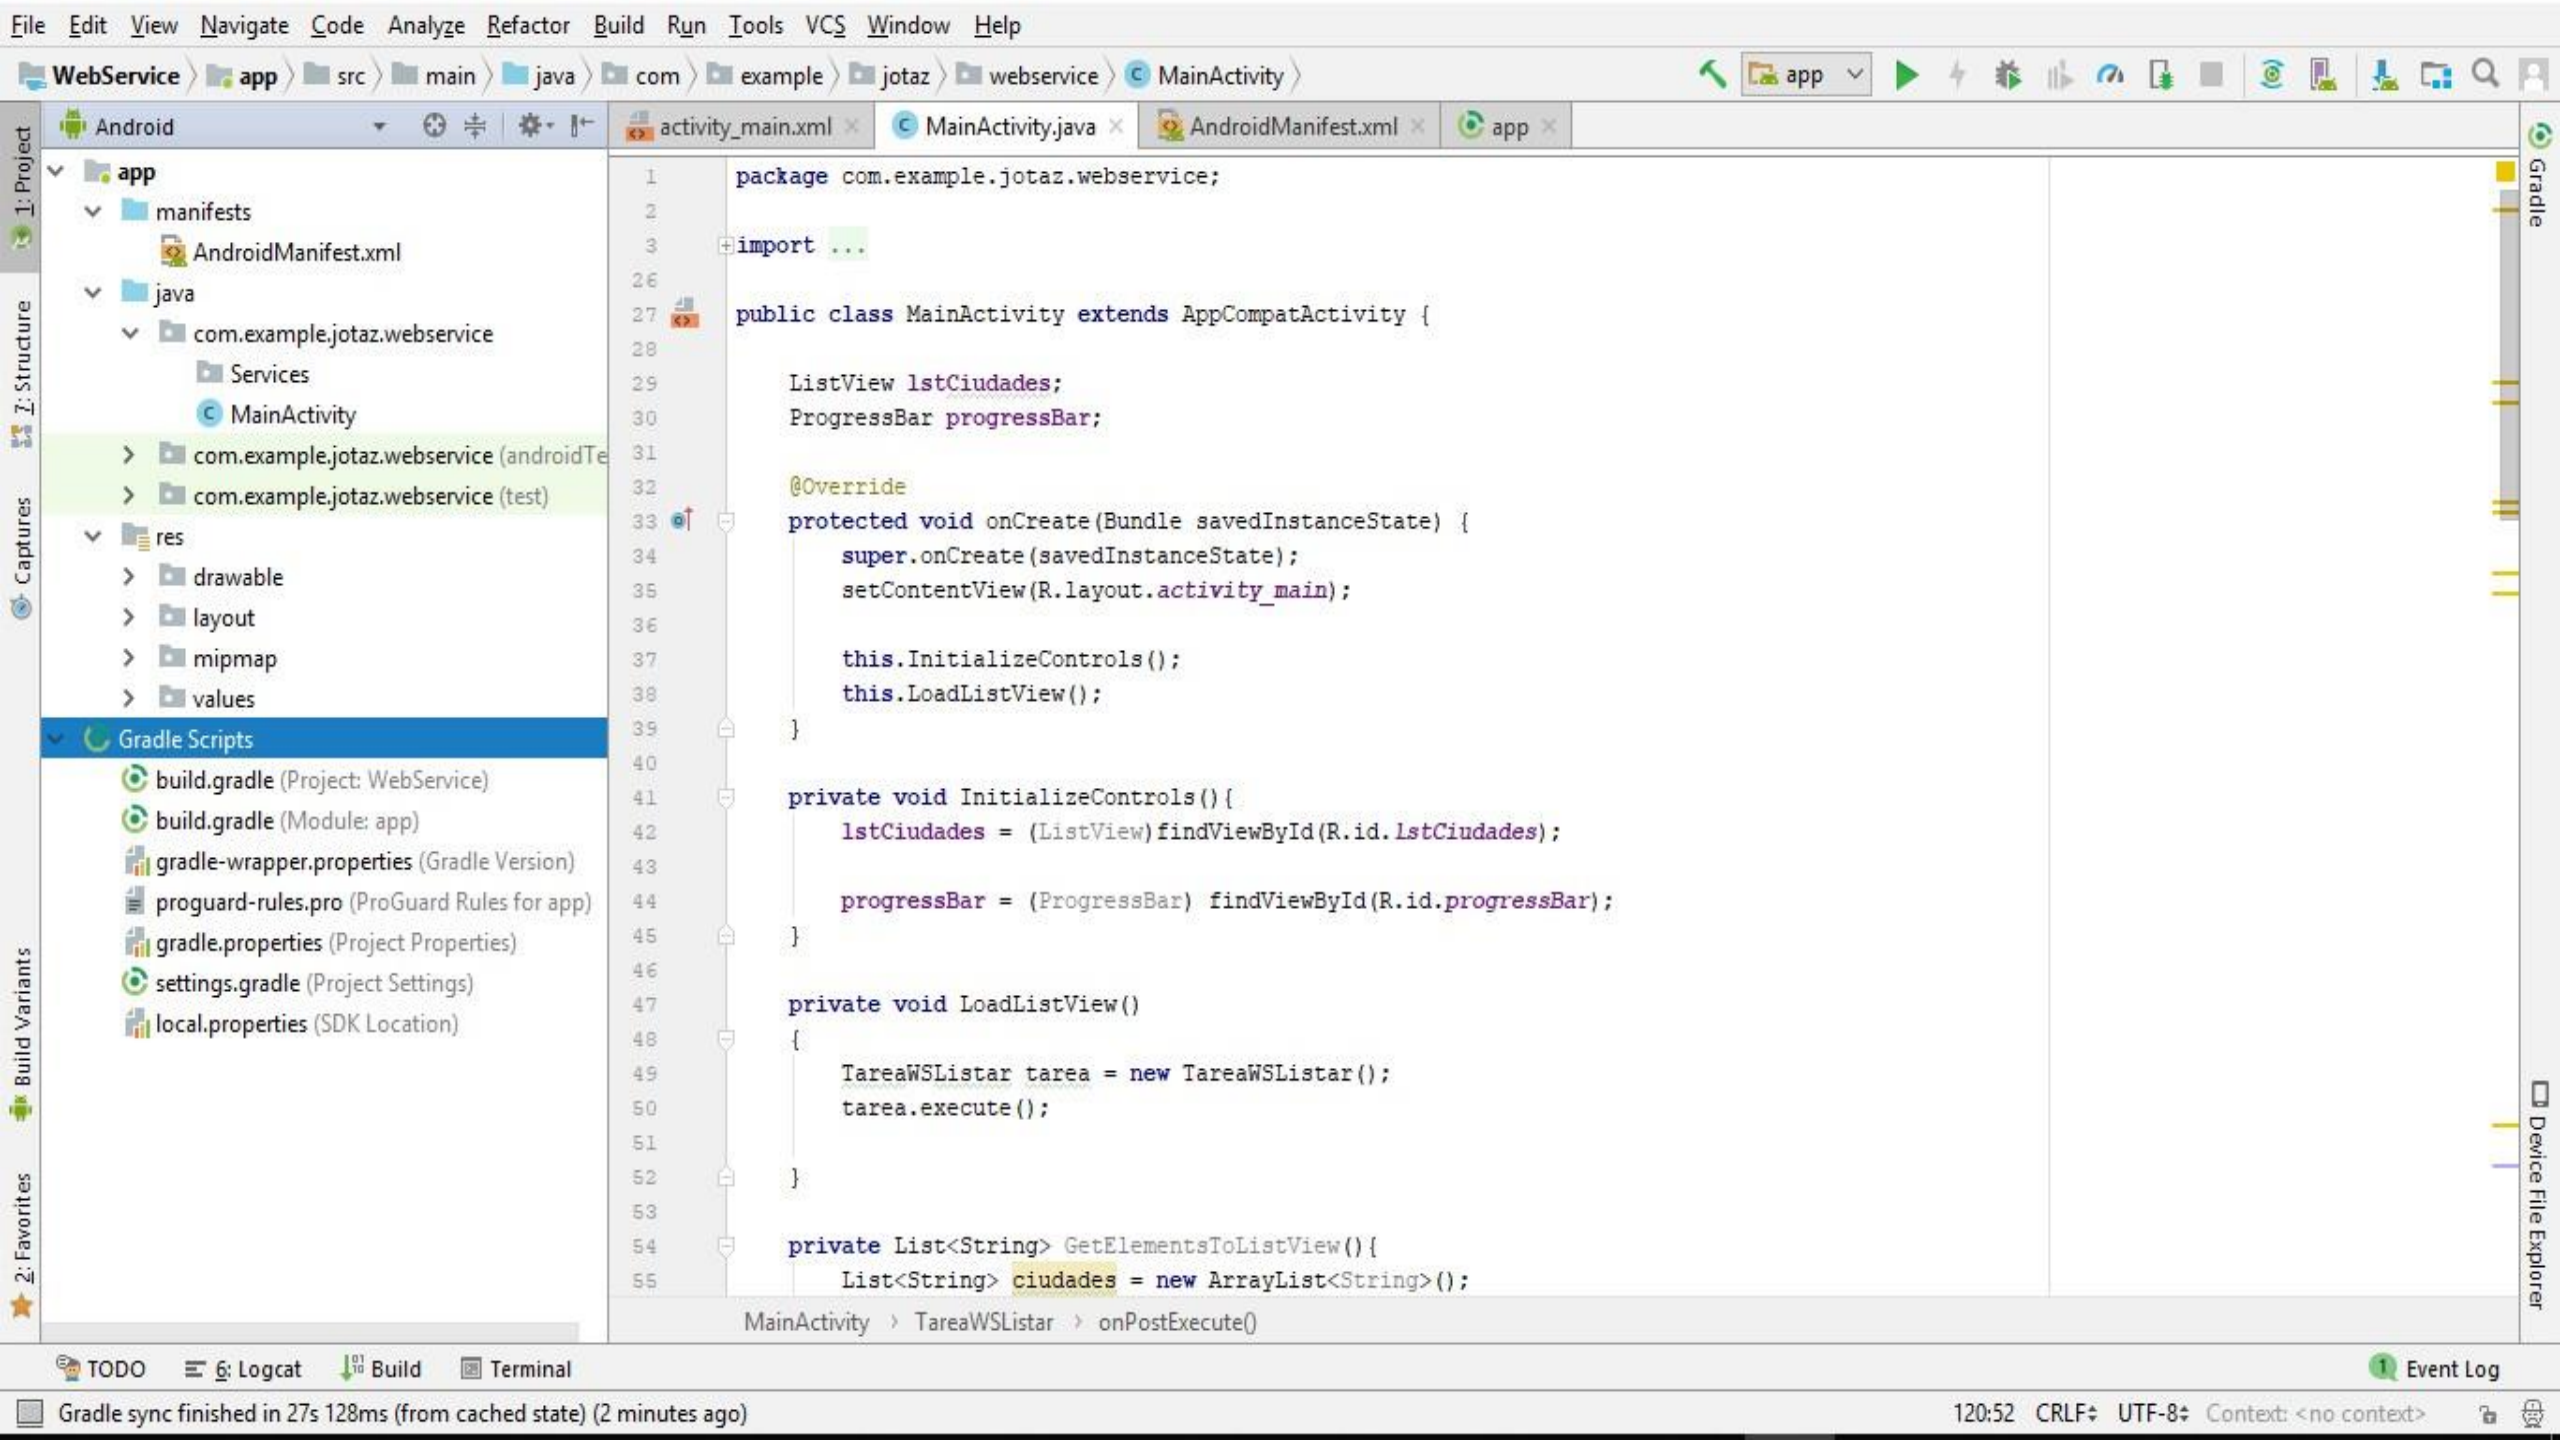 File Edit View Navigate Code Analyze Refactor Build Run Tools VCS Window Help
WebService app src main java com example jotaz webservice MainActivity
app
Android
activity_main.xml MainActivity.java AndroidManifest.xml app
1: Project
7: Structure
Captures
Build Variants
2: Favorites
app
manifests
AndroidManifest.xml
java
com.example.jotaz.webservice
Services
MainActivity
com.example.jotaz.webservice (androidTe
com.example.jotaz.webservice (test)
res
drawable
layout
mipmap
values
Gradle Scripts
build.gradle (Project: WebService)
build.gradle (Module: app)
gradle-wrapper.properties (Gradle Version)
proguard-rules.pro (ProGuard Rules for app)
gradle.properties (Project Properties)
settings.gradle (Project Settings)
local.properties (SDK Location)
1 package com.example.jotaz.webservice;
2
3 import ...
26
27 public class MainActivity extends AppCompatActivity {
28
29 ListView lstCiudades;
30 ProgressBar progressBar;
31
32 @Override
33 protected void onCreate(Bundle savedInstanceState) {
34 super.onCreate(savedInstanceState);
35 setContentView(R.layout.activity_main);
36
37 this.InitializeControls();
38 this.LoadListView();
39 }
40
41 private void InitializeControls(){
42 lstCiudades = (ListView)findViewById(R.id.lstCiudades);
43
44 progressBar = (ProgressBar) findViewById(R.id.progressBar);
45 }
46
47 private void LoadListView()
48 {
49 TareaWSListar tarea = new TareaWSListar();
50 tarea.execute();
51
52 }
53
54 private List<String> GetElementsToListView(){
55 List<String> ciudades = new ArrayList<String>();
MainActivity > TareaWSListar > onPostExecute()
Gradle
Device File Explorer
TODO 6: Logcat Build Terminal
1 Event Log
Gradle sync finished in 27s 128ms (from cached state) (2 minutes ago)
120:52 CRLF UTF-8 Context: <no context>